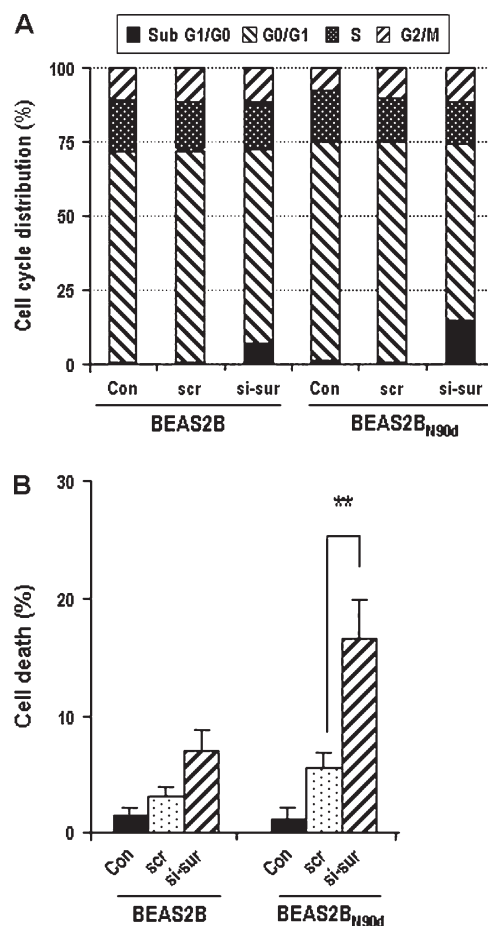 A
Sub G1/G0 G0/G1 S G2/M
Cell cycle distribution (%)
100
75
50
25
0
Con scr si-sur Con scr si-sur
BEAS2B BEAS2BN90d
B
Cell death (%)
30
20
10
0
**
Con scr si-sur Con scr si-sur
BEAS2B BEAS2BN90d